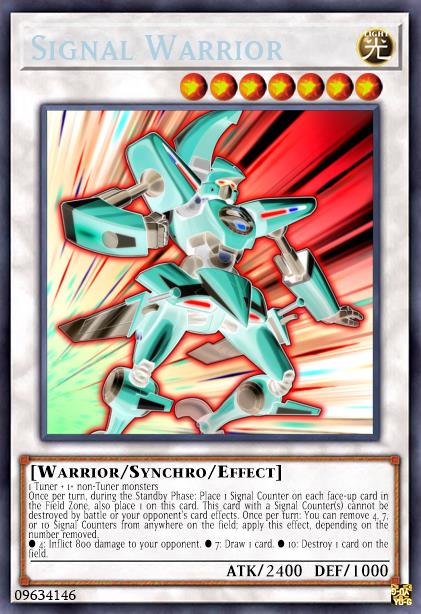 SIGNAL WARRIOR
LIGHT
光
[WARRIOR/SYNCHRO/EFFECT]
1 Tuner + 1+ non-Tuner monsters
Once per turn, during the Standby Phase: Place 1 Signal Counter on each face-up card in
the Field Zone, also place 1 on this card. This card with a Signal Counter(s) cannot be
destroyed by battle or your opponent's card effects. Once per turn: You can remove 4, 7,
or 10 Signal Counters from anywhere on the field; apply this effect, depending on the
number removed.
● 4: Inflict 800 damage to your opponent. ● 7: Draw 1 card. ● 10: Destroy 1 card on the
field.
ATK/2400 DEF/1000
09634146